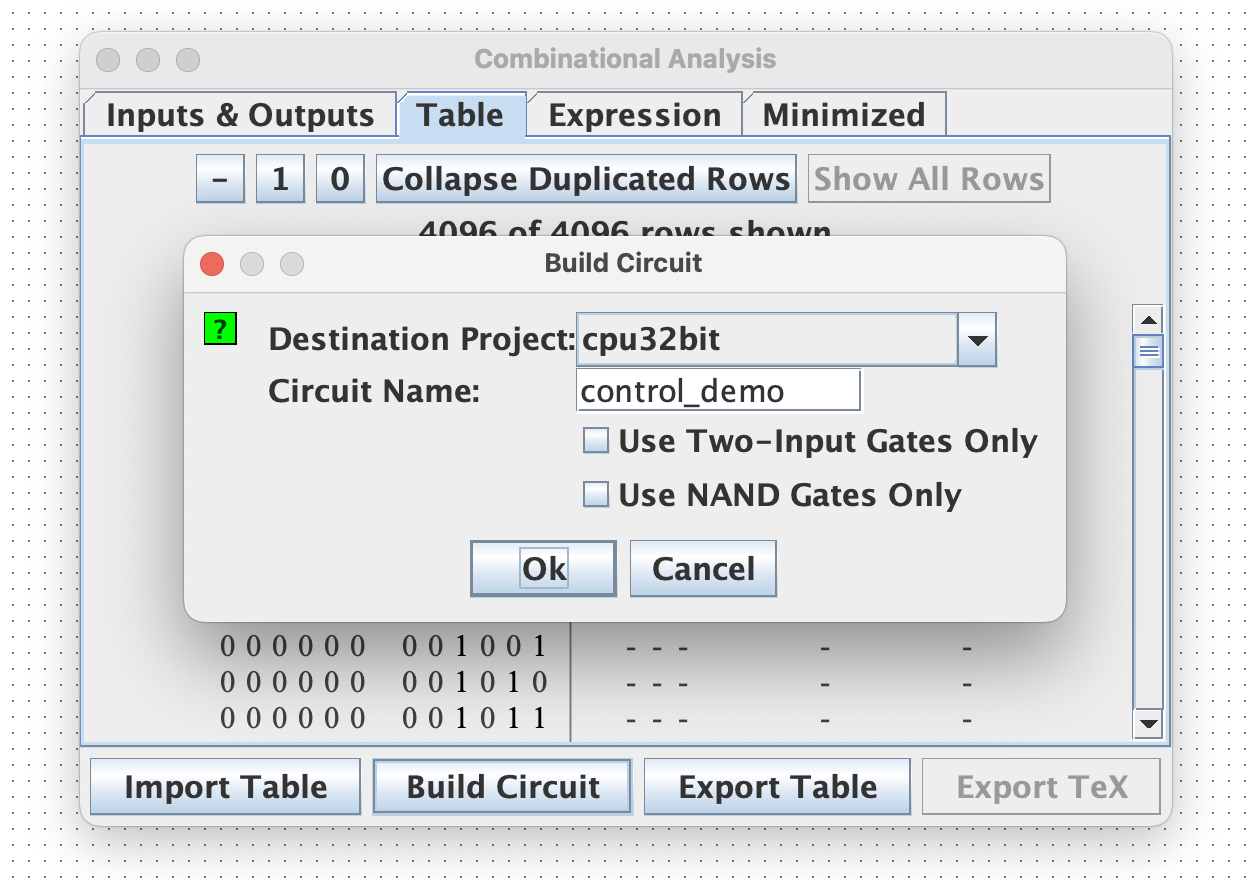 Combinational Analysis
Inputs & Outputs Table Expression Minimized
- 1 0 Collapse Duplicated Rows Show All Rows
4096 of 4096 rows shown
Build Circuit
? Destination Project: cpu32bit
Circuit Name: control_demo
Use Two-Input Gates Only
Use NAND Gates Only
Ok Cancel
0 0 0 0 0 0 0 0 1 0 0 1 - - - - -
0 0 0 0 0 0 0 0 1 0 1 0 - - - - -
0 0 0 0 0 0 0 0 1 0 1 1 - - - - -
Import Table Build Circuit Export Table Export TeX